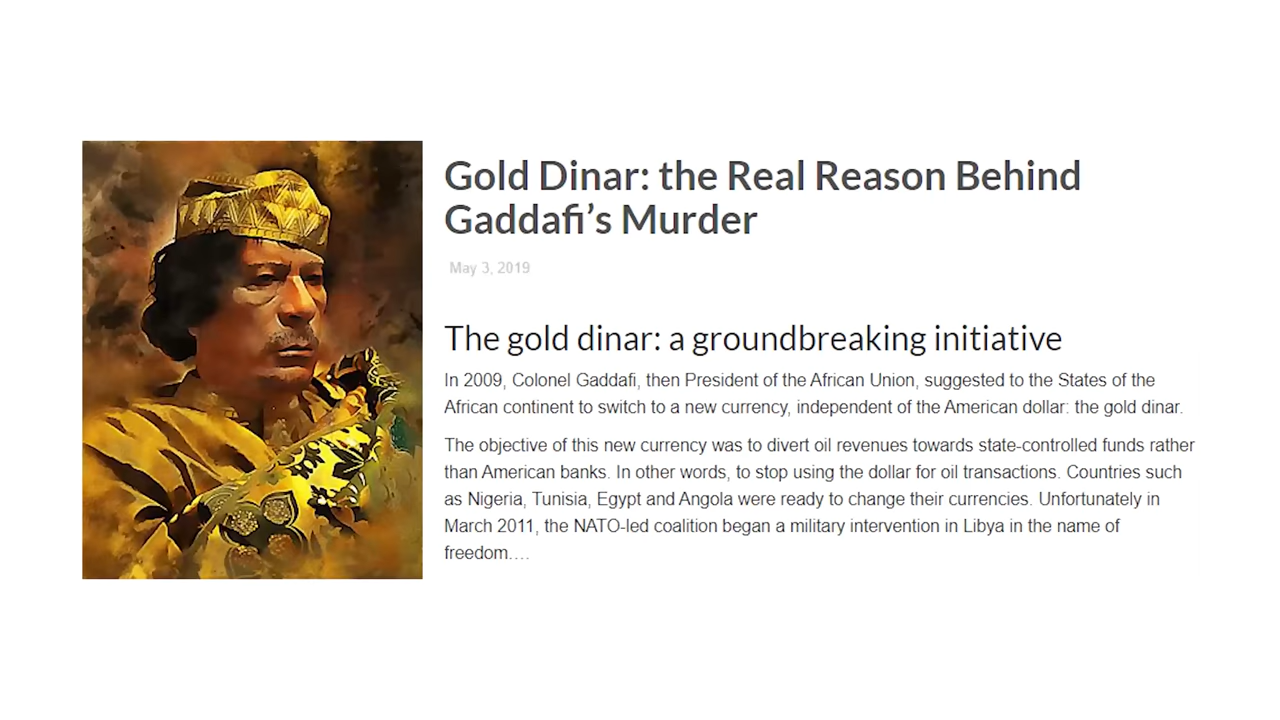 Gold Dinar: the Real Reason Behind
Gaddafi’s Murder
May 3, 2019
The gold dinar: a groundbreaking initiative
In 2009, Colonel Gaddafi, then President of the African Union, suggested to the States of the
African continent to switch to a new currency, independent of the American dollar: the gold dinar.
The objective of this new currency was to divert oil revenues towards state-controlled funds rather
than American banks. In other words, to stop using the dollar for oil transactions. Countries such
as Nigeria, Tunisia, Egypt and Angola were ready to change their currencies. Unfortunately in
March 2011, the NATO-led coalition began a military intervention in Libya in the name of
freedom….